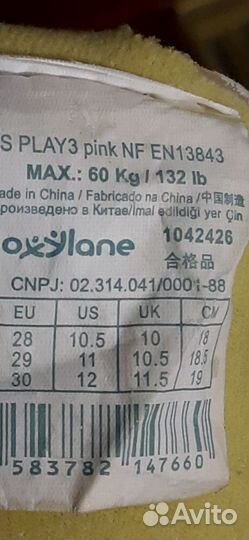 S PLAY3 pink NF EN13843
MAX.: 60 Kg / 132 lb
ade in China / Fabricado na China / 中国制造
роизведено в Китае/Imal edildiği yer Çin
oxylane 1042426
合格品
CNPJ: 02.314.041/0001-88
EU US UK CM
28 10.5 10 18
29 11 10.5 18.5
30 12 11.5 19
583782 147660
Avito